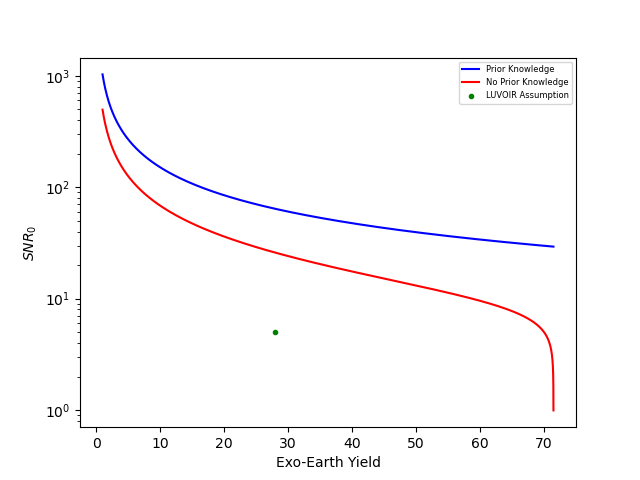 Prior Knowledge
No Prior Knowledge
LUVOIR Assumption
10³
10²
10¹
10⁰
SNR₀
0 10 20 30 40 50 60 70
Exo-Earth Yield